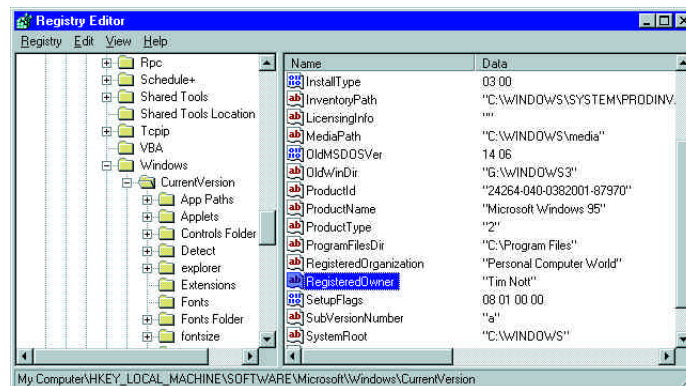 Registry Editor
Registry Edit View Help
Rpc
Schedule+
Shared Tools
Shared Tools Location
Tcpip
VBA
Windows
CurrentVersion
App Paths
Applets
Controls Folder
Detect
explorer
Extensions
Fonts
Fonts Folder
fontsize
Name Data
InstallType 03 00
InventoryPath "C:\WINDOWS\SYSTEM\PRODINV.
LicensingInfo ""
MediaPath "C:\WINDOWS\media"
OldMSDOSVer 14 06
OldWinDir "G:\WINDOWS3"
ProductId "24264-040-0382001-87970"
ProductName "Microsoft Windows 95"
ProductType "2"
ProgramFilesDir "C:\Program Files"
RegisteredOrganization "Personal Computer World"
RegisteredOwner "Tim Nott"
SetupFlags 08 01 00 00
SubVersionNumber "a"
SystemRoot "C:\WINDOWS"
My Computer\HKEY_LOCAL_MACHINE\SOFTWARE\Microsoft\Windows\CurrentVersion